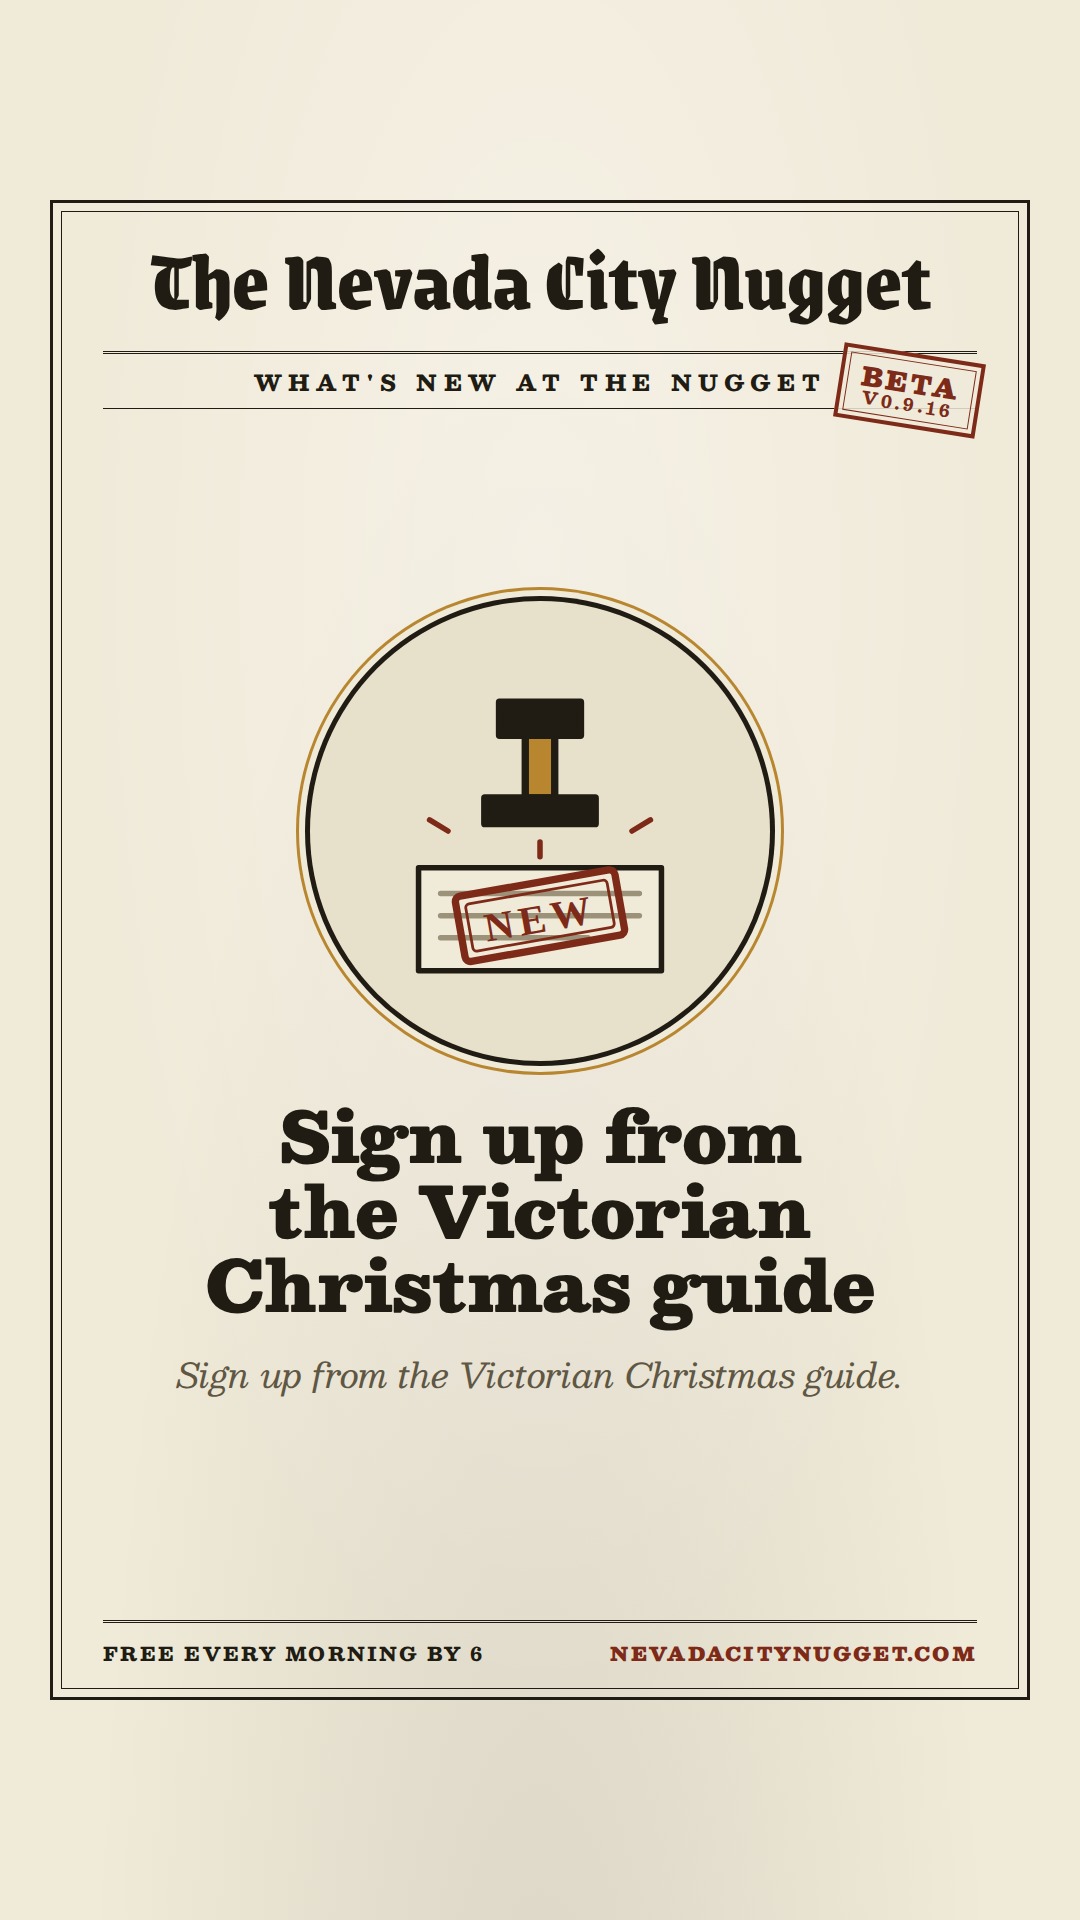 The Nevada City Nugget
WHAT'S NEW AT THE NUGGET
BETA
V0.9.16
NEW
Sign up from
the Victorian
Christmas guide
Sign up from the Victorian Christmas guide.
FREE EVERY MORNING BY 6
NEVADACITYNUGGET.COM